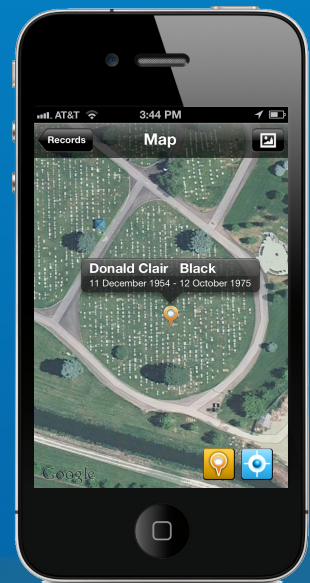 AT&T 3:44 PM
Records Map
Donald Clair Black
11 December 1954 - 12 October 1975
Google